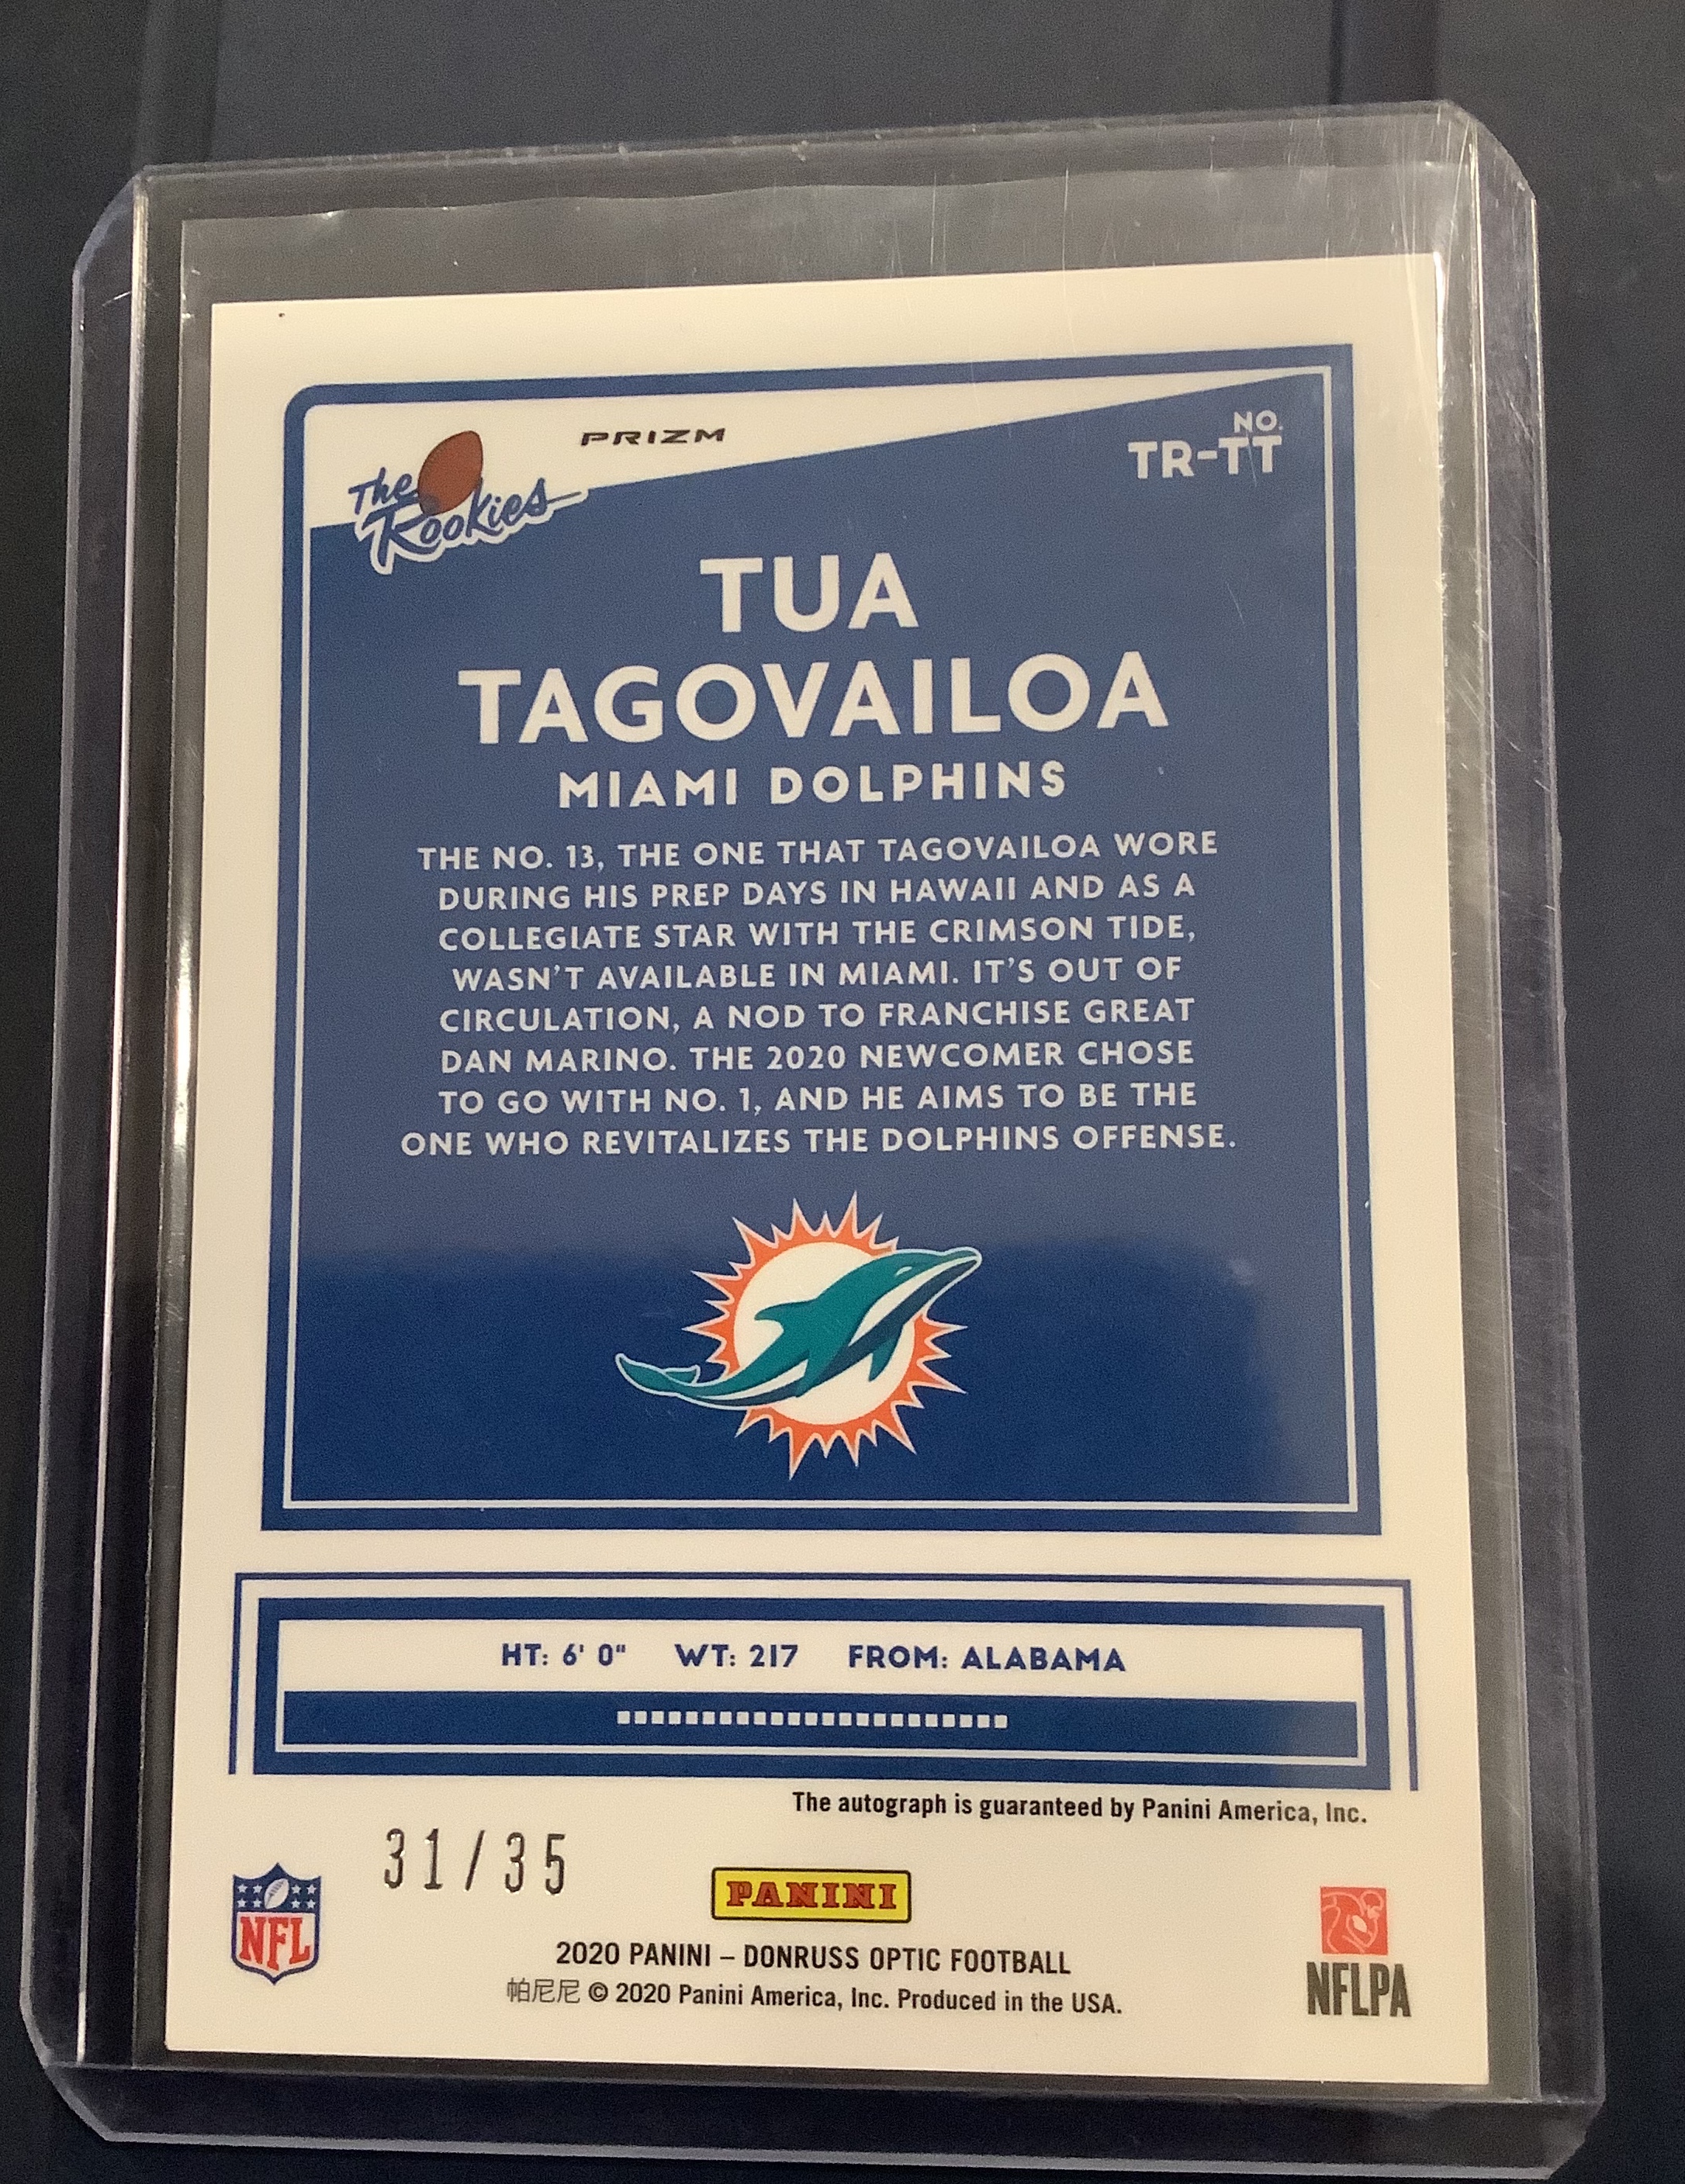 PRIZM
NO.
TR-TT
The Rookies
TUA
TAGOVAILOA
MIAMI DOLPHINS
THE NO. 13, THE ONE THAT TAGOVAILOA WORE
DURING HIS PREP DAYS IN HAWAII AND AS A
COLLEGIATE STAR WITH THE CRIMSON TIDE,
WASN'T AVAILABLE IN MIAMI. IT'S OUT OF
CIRCULATION, A NOD TO FRANCHISE GREAT
DAN MARINO. THE 2020 NEWCOMER CHOSE
TO GO WITH NO. 1, AND HE AIMS TO BE THE
ONE WHO REVITALIZES THE DOLPHINS OFFENSE.
HT: 6' 0" WT: 217 FROM: ALABAMA
The autograph is guaranteed by Panini America, Inc.
31/35
NFL
PANINI
NFLPA
2020 PANINI – DONRUSS OPTIC FOOTBALL
帕尼尼 © 2020 Panini America, Inc. Produced in the USA.